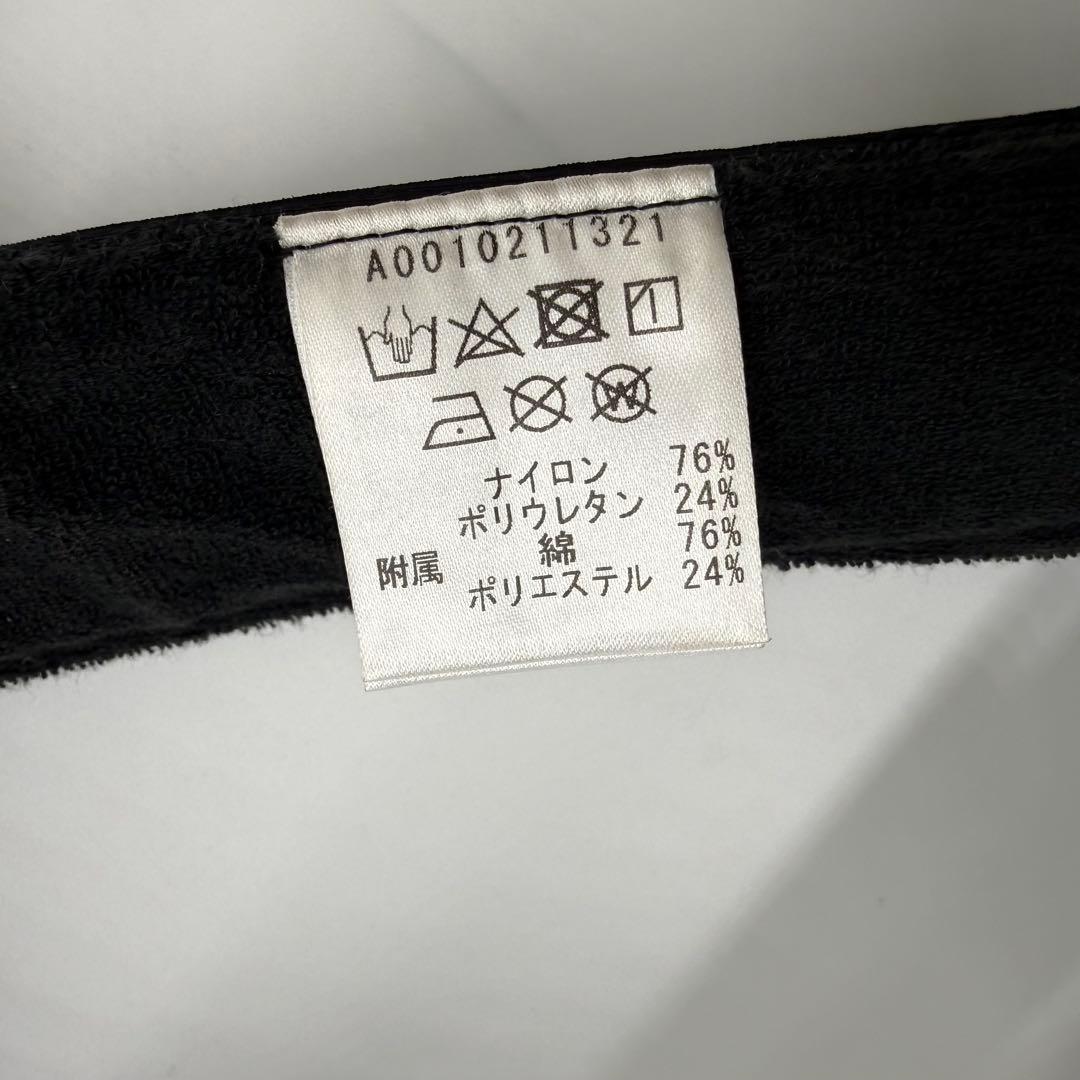 A0010211321
ナイロン 76%
ポリウレタン 24%
附属 綿 76%
ポリエステル 24%